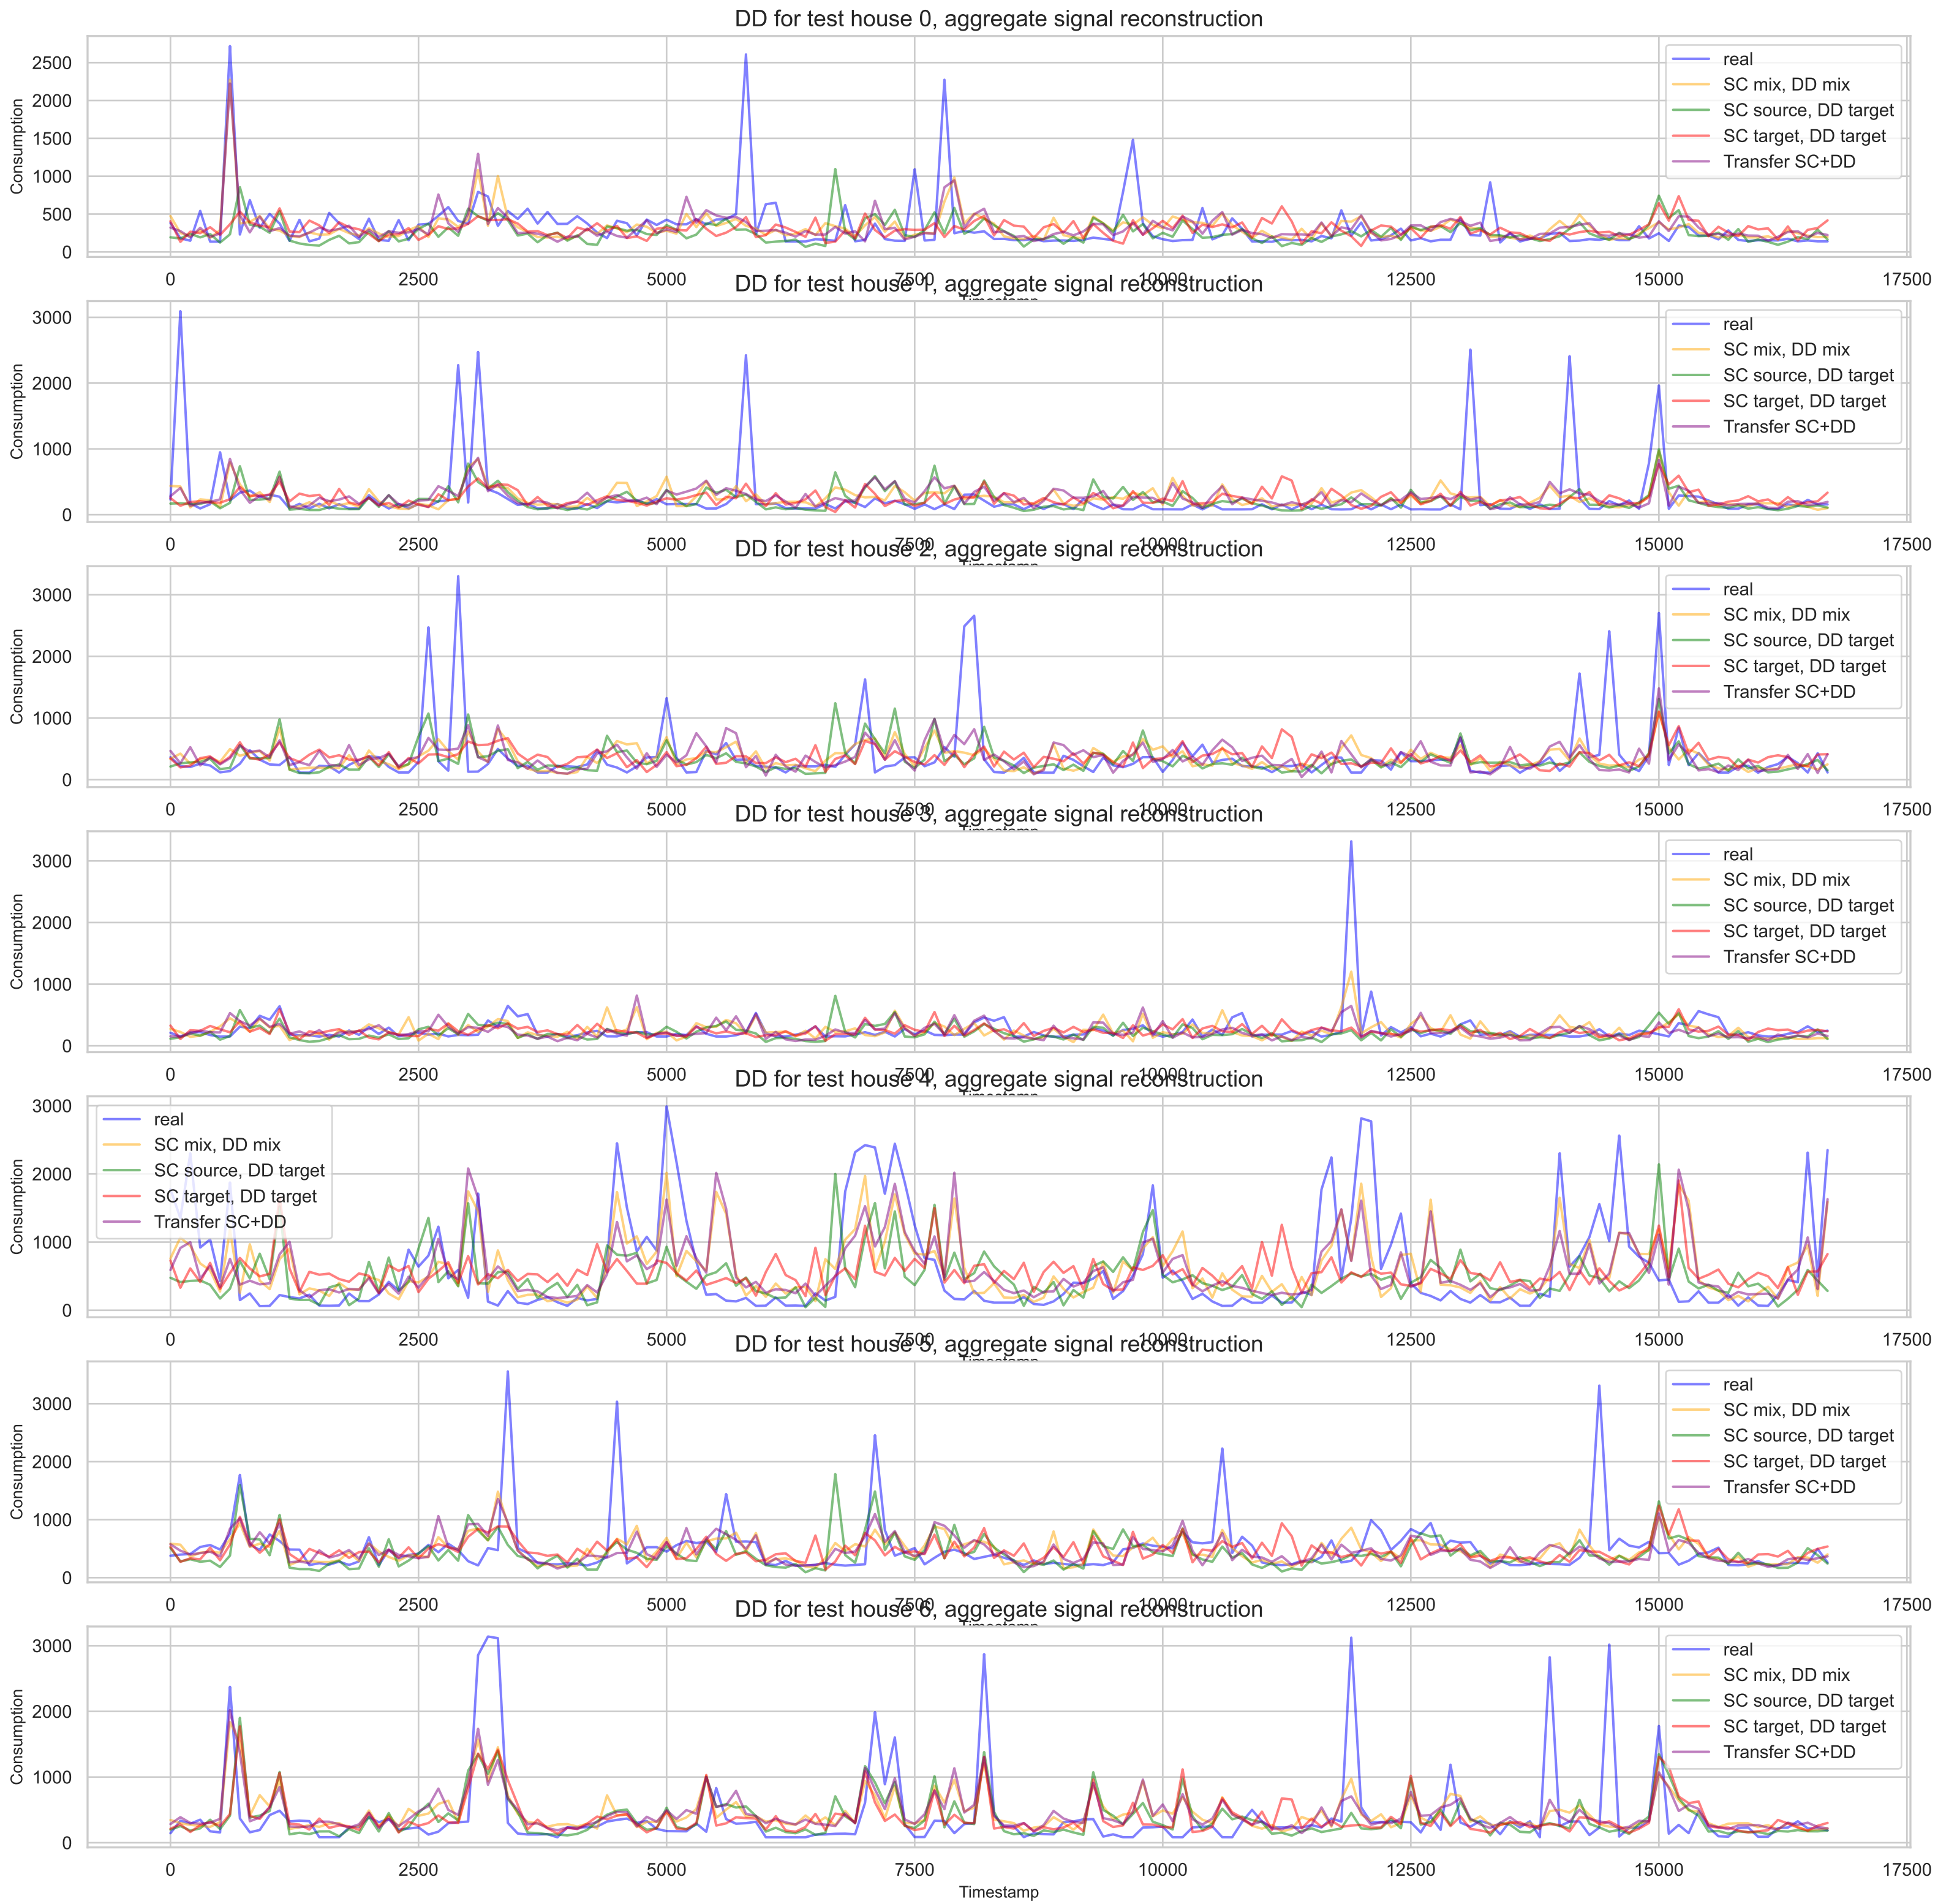 DD for test house 0, aggregate signal reconstruction
Consumption
2500
2000
1500
1000
500
0
real
SC mix, DD mix
SC source, DD target
SC target, DD target
Transfer SC+DD
0 2500 5000 7500 10000 12500 15000 17500
Timestamp
DD for test house 1, aggregate signal reconstruction
Consumption
3000
2000
1000
0
real
SC mix, DD mix
SC source, DD target
SC target, DD target
Transfer SC+DD
0 2500 5000 7500 10000 12500 15000 17500
Timestamp
DD for test house 2, aggregate signal reconstruction
Consumption
3000
2000
1000
0
real
SC mix, DD mix
SC source, DD target
SC target, DD target
Transfer SC+DD
0 2500 5000 7500 10000 12500 15000 17500
Timestamp
DD for test house 3, aggregate signal reconstruction
Consumption
3000
2000
1000
0
real
SC mix, DD mix
SC source, DD target
SC target, DD target
Transfer SC+DD
0 2500 5000 7500 10000 12500 15000 17500
Timestamp
DD for test house 4, aggregate signal reconstruction
Consumption
3000
2000
1000
0
real
SC mix, DD mix
SC source, DD target
SC target, DD target
Transfer SC+DD
0 2500 5000 7500 10000 12500 15000 17500
Timestamp
DD for test house 5, aggregate signal reconstruction
Consumption
3000
2000
1000
0
real
SC mix, DD mix
SC source, DD target
SC target, DD target
Transfer SC+DD
0 2500 5000 7500 10000 12500 15000 17500
Timestamp
DD for test house 6, aggregate signal reconstruction
Consumption
3000
2000
1000
0
real
SC mix, DD mix
SC source, DD target
SC target, DD target
Transfer SC+DD
0 2500 5000 7500 10000 12500 15000 17500
Timestamp